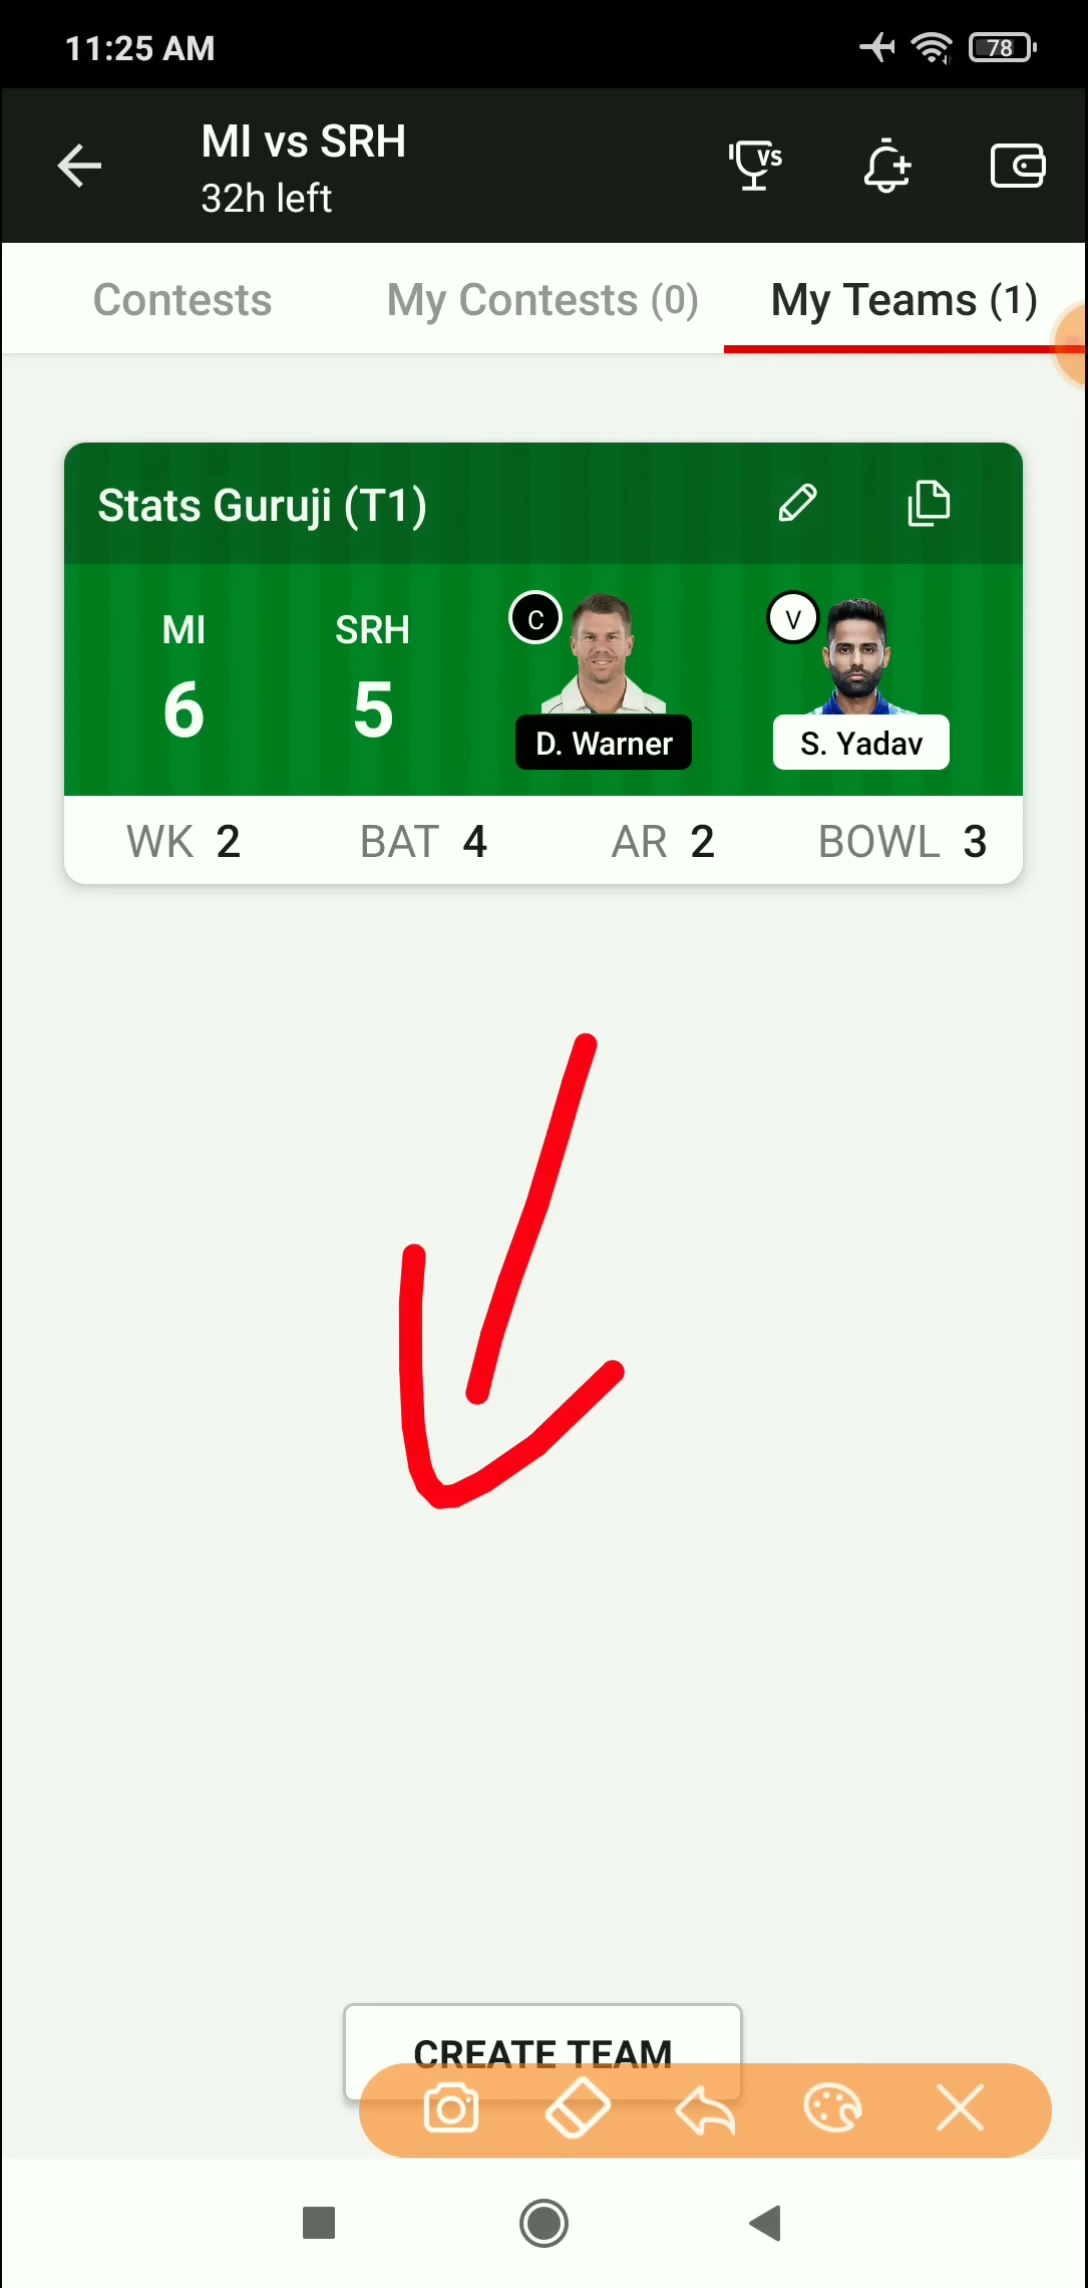 11:25 AM
78
MI vs SRH
32h left
VS
Contests
My Contests (0)
My Teams (1)
Stats Guruji (T1)
MI
6
SRH
5
C
D. Warner
V
S. Yadav
WK 2
BAT 4
AR 2
BOWL 3
CREATE TEAM